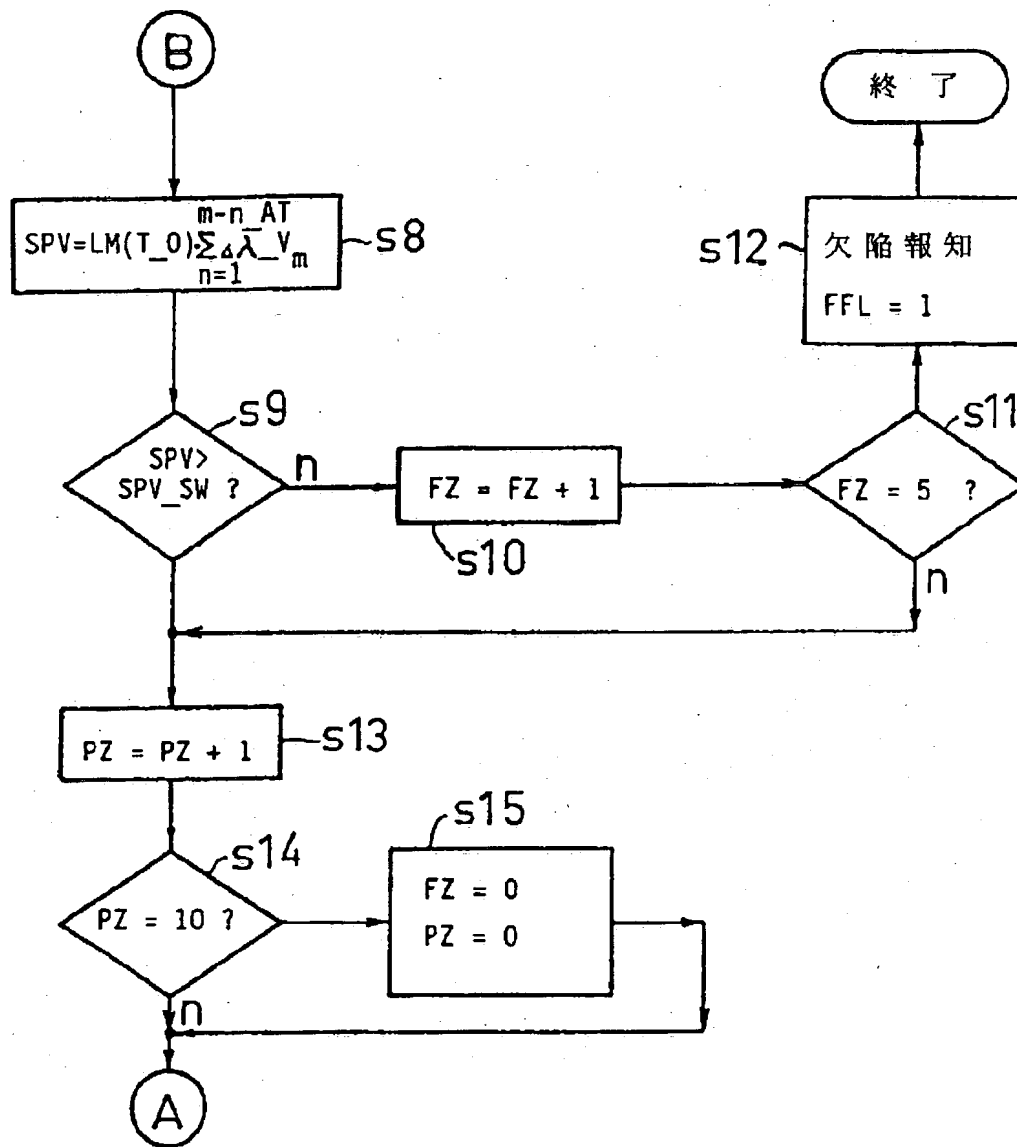 B
終 了
m-n_AT
SPV=LM(T_O)·Σ Δλ_V_m
n=1
s8
s12
欠 陥 報 知
FFL = 1
s9
SPV>
SPV_SW ?
n
FZ = FZ + 1
s10
s11
FZ = 5 ?
n
PZ = PZ + 1
s13
s14
PZ = 10 ?
n
s15
FZ = 0
PZ = 0
A